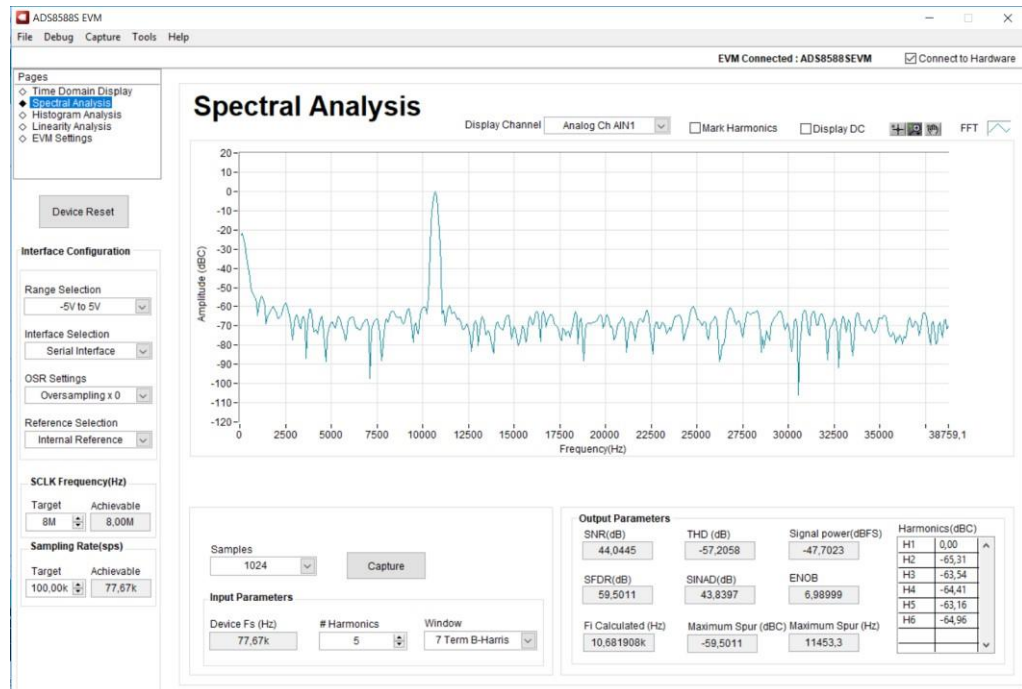 ADS8588S EVM
File Debug Capture Tools Help
EVM Connected : ADS8588SEVM
Connect to Hardware
Pages
Time Domain Display
Spectral Analysis
Histogram Analysis
Linearity Analysis
EVM Settings
Device Reset
Interface Configuration
Range Selection
-5V to 5V
Interface Selection
Serial Interface
OSR Settings
Oversampling x 0
Reference Selection
Internal Reference
SCLK Frequency(Hz)
Target Achievable
8M 8,00M
Sampling Rate(sps)
Target Achievable
100,00k 77,67k
Spectral Analysis
Display Channel Analog Ch AIN1 Mark Harmonics Display DC FFT
20
10
0
-10
-20
-30
-40
-50
-60
-70
-80
-90
-100
-110
-120
Amplitude (dBC)
0 2500 5000 7500 10000 12500 15000 17500 20000 22500 25000 27500 30000 32500 35000 38759,1
Frequency(Hz)
Samples
1024
Capture
Input Parameters
Device Fs (Hz) # Harmonics Window
77,67k 5 7 Term B-Harris
Output Parameters
SNR(dB) THD (dB) Signal power(dBFS)
44,0445 -57,2058 -47,7023
SFDR(dB) SINAD(dB) ENOB
59,5011 43,8397 6,98999
Fi Calculated (Hz) Maximum Spur (dBC) Maximum Spur (Hz)
10,681908k -59,5011 11453,3
Harmonics(dBC)
H1 0,00
H2 -65,31
H3 -63,54
H4 -64,41
H5 -63,16
H6 -64,96